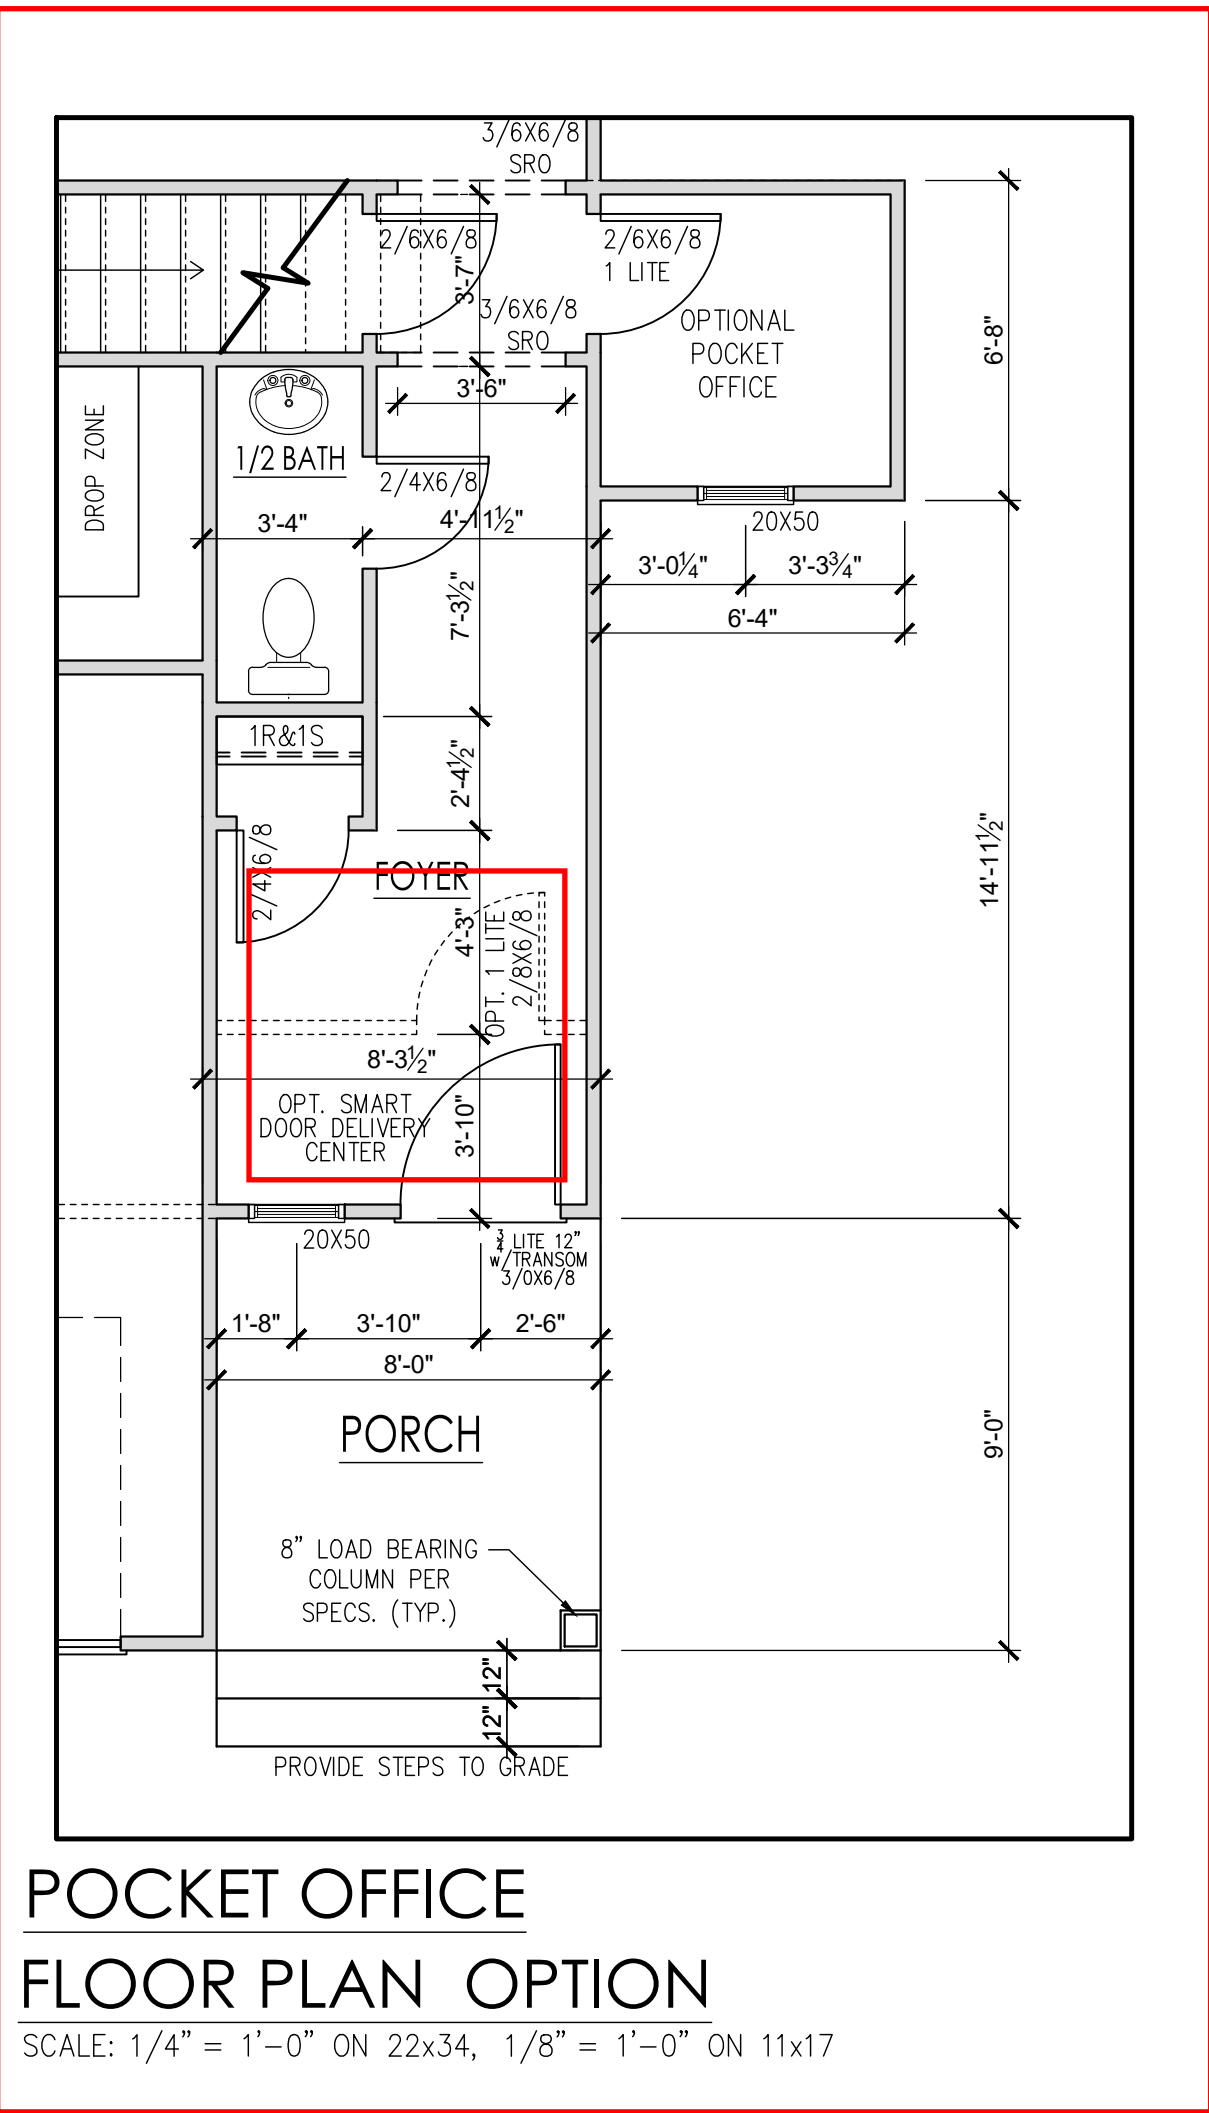 3/6X6/8
SRO
2/6X6/8
2/6X6/8
1 LITE
3'-7"
3/6X6/8
SRO
OPTIONAL
POCKET
OFFICE
6'-8"
3'-6"
DROP ZONE
1/2 BATH
2/4X6/8
3'-4"
4'-11½"
20X50
3'-0¼"
3'-3¾"
6'-4"
7'-3½"
1R&1S
2'-4½"
2/4X6/8
FOYER
4'-3"
OPT. 1 LITE
2/8X6/8
14'-11½"
8'-3½"
OPT. SMART
DOOR DELIVERY
CENTER
3'-10"
20X50
¾ LITE 12"
w/TRANSOM
3/0X6/8
1'-8"
3'-10"
2'-6"
8'-0"
PORCH
9'-0"
8" LOAD BEARING
COLUMN PER
SPECS. (TYP.)
12"
12"
PROVIDE STEPS TO GRADE
POCKET OFFICE
FLOOR PLAN OPTION
SCALE: 1/4" = 1'-0" ON 22x34, 1/8" = 1'-0" ON 11x17